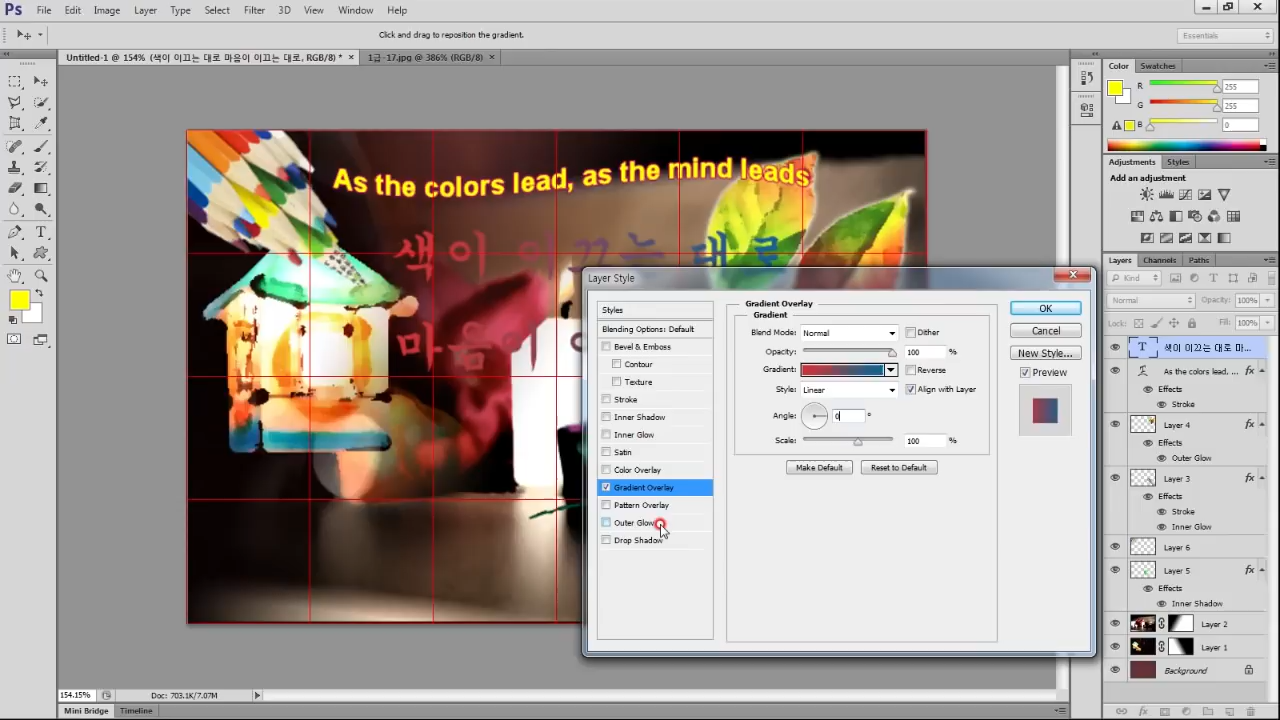 Ps File Edit Image Layer Type Select Filter 3D View Window Help
Click and drag to reposition the gradient.
Essentials
Untitled-1 @ 154% (색이 이끄는 대로 마음이 이끄는 대로, RGB/8) * ×
1급-17.jpg @ 386% (RGB/8) ×
Color Swatches
R 255
G 255
B 0
Adjustments Styles
Add an adjustment
Layers Channels Paths
Kind
Normal Opacity: 100%
Lock: Fill: 100%
T 색이 이끄는 대로 마...
As the colors lead, ... fx
Effects
Stroke
Layer 4 fx
Effects
Outer Glow
Layer 3 fx
Effects
Stroke
Inner Glow
Layer 6
Layer 5 fx
Effects
Inner Shadow
Layer 2
Layer 1
Background
As the colors lead, as the mind leads
색이 이끄는 대로
마음이
Layer Style
Styles
Blending Options: Default
Bevel & Emboss
Contour
Texture
Stroke
Inner Shadow
Inner Glow
Satin
Color Overlay
Gradient Overlay
Pattern Overlay
Outer Glow
Drop Shadow
Gradient Overlay
Gradient
Blend Mode: Normal Dither
Opacity: 100 %
Gradient: Reverse
Style: Linear Align with Layer
Angle: 0 °
Scale: 100 %
Make Default Reset to Default
OK
Cancel
New Style...
Preview
154.15% Doc: 703.1K/7.07M
Mini Bridge Timeline